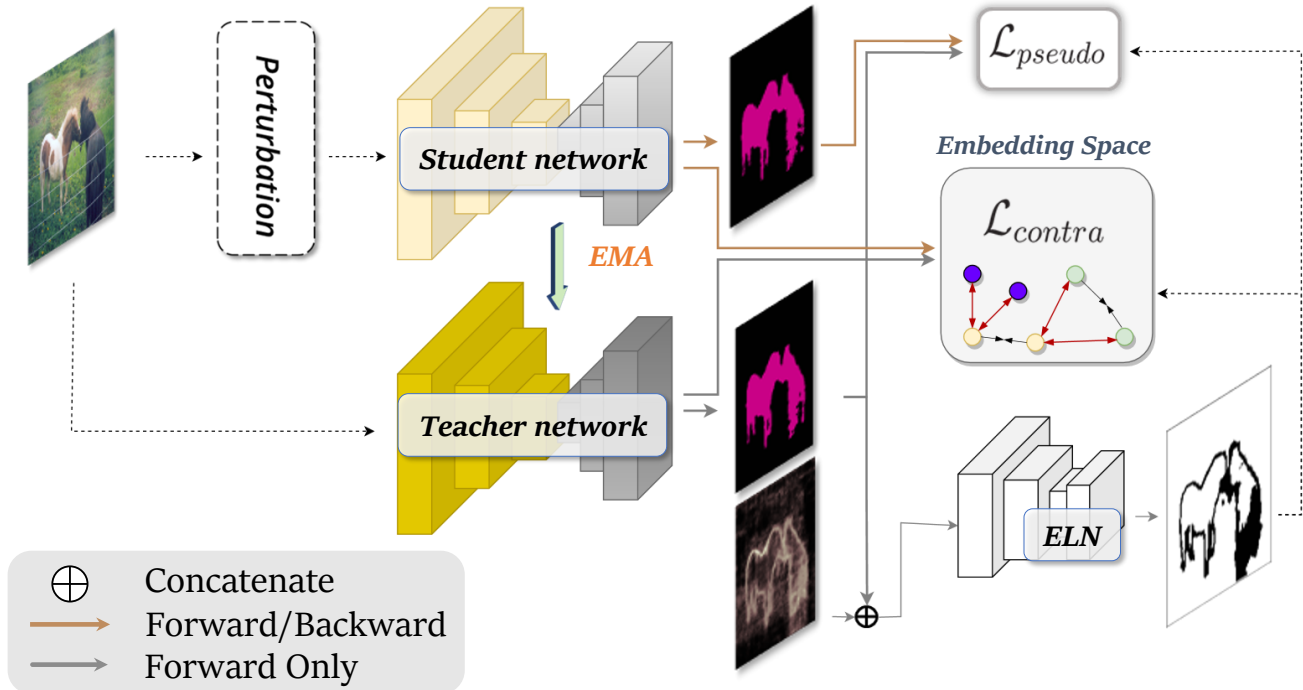 Perturbation
Student network
EMA
Teacher network
ℒpseudo
Embedding Space
ℒcontra
ELN
Concatenate
Forward/Backward
Forward Only